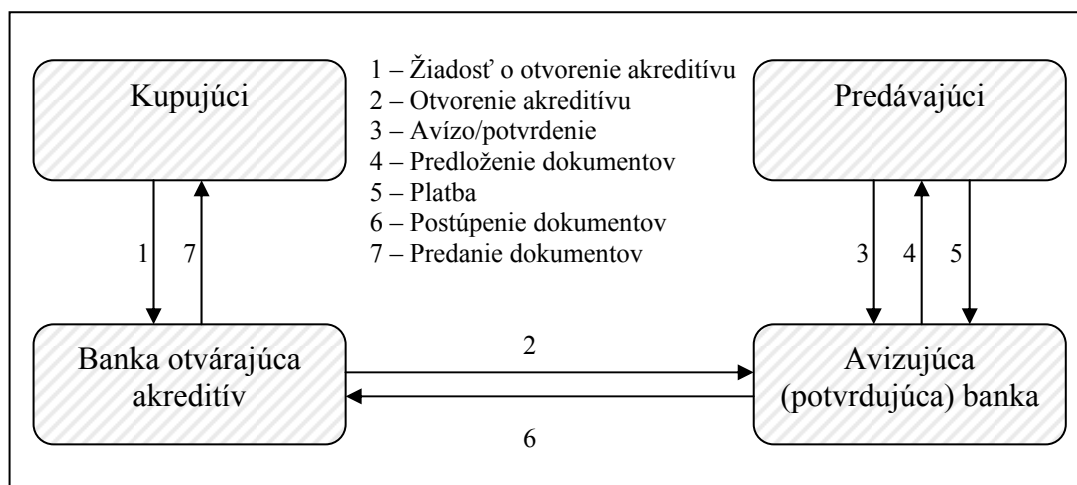 Kupujúci
1 – Žiadosť o otvorenie akreditívu
2 – Otvorenie akreditívu
3 – Avízo/potvrdenie
4 – Predloženie dokumentov
5 – Platba
6 – Postúpenie dokumentov
7 – Predanie dokumentov
Predávajúci
1
7
3
4
5
Banka otvárajúca
akreditív
2
6
Avizujúca
(potvrdujúca) banka